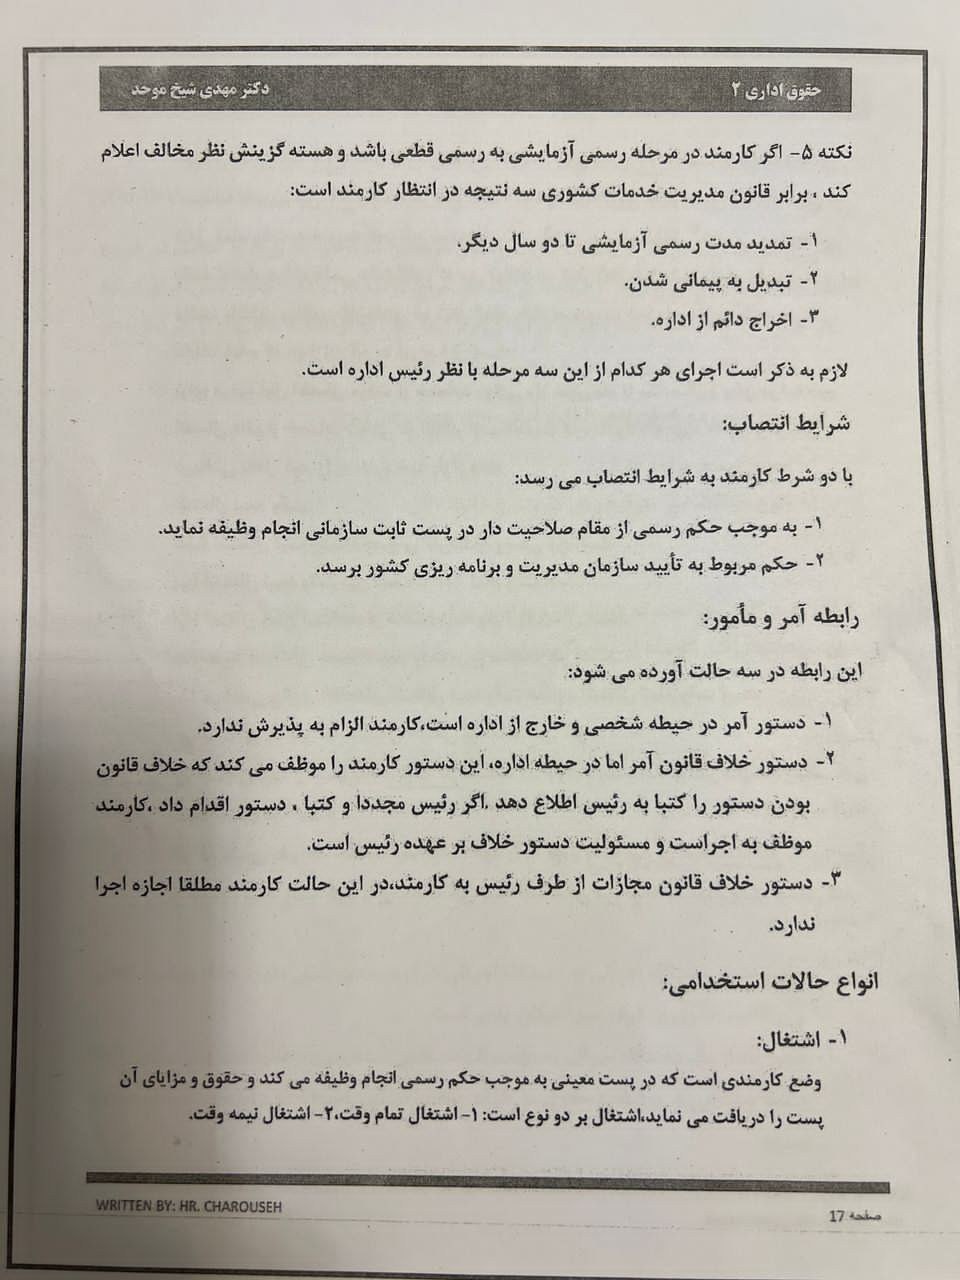 حقوق اداری ۲
دکتر مهدی شیخ موحد
نکته ۵- اگر کارمند در مرحله رسمی آزمایشی به رسمی قطعی باشد و هسته گزینش نظر مخالف اعلام
کند ، برابر قانون مدیریت خدمات کشوری سه نتیجه در انتظار کارمند است:
۱- تمدید مدت رسمی آزمایشی تا دو سال دیگر.
۲- تبدیل به پیمانی شدن.
۳- اخراج دائم از اداره.
لازم به ذکر است اجرای هر کدام از این سه مرحله با نظر رئیس اداره است.
شرایط انتصاب:
با دو شرط کارمند به شرایط انتصاب می رسد:
۱- به موجب حکم رسمی از مقام صلاحیت دار در پست ثابت سازمانی انجام وظیفه نماید.
۲- حکم مربوط به تأیید سازمان مدیریت و برنامه ریزی کشور برسد.
رابطه آمر و مأمور:
این رابطه در سه حالت آورده می شود:
۱- دستور آمر در حیطه شخصی و خارج از اداره است،کارمند الزام به پذیرش ندارد.
۲- دستور خلاف قانون آمر اما در حیطه اداره، این دستور کارمند را موظف می کند که خلاف قانون
بودن دستور را کتبا به رئیس اطلاع دهد .اگر رئیس مجددا و کتبا ، دستور اقدام داد ،کارمند
موظف به اجراست و مسئولیت دستور خلاف بر عهده رئیس است.
۳- دستور خلاف قانون مجازات از طرف رئیس به کارمند،در این حالت کارمند مطلقا اجازه اجرا
ندارد.
انواع حالات استخدامی:
۱- اشتغال:
وضع کارمندی است که در پست معینی به موجب حکم رسمی انجام وظیفه می کند و حقوق و مزایای آن
پست را دریافت می نماید،اشتغال بر دو نوع است: ۱- اشتغال تمام وقت،۲- اشتغال نیمه وقت.
WRITTEN BY: HR. CHAROUSEH
صفحه 17